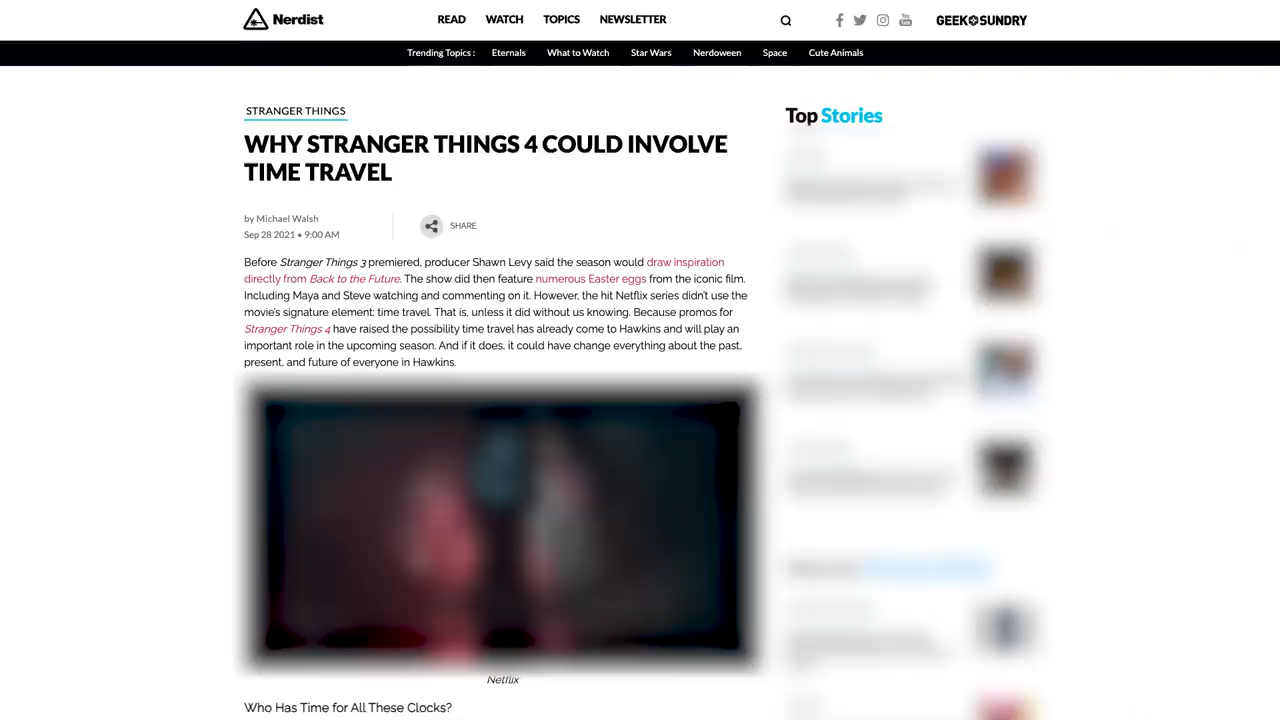 Nerdist
READ WATCH TOPICS NEWSLETTER
GEEK & SUNDRY
Trending Topics : Eternals What to Watch Star Wars Nerdoween Space Cute Animals
STRANGER THINGS
WHY STRANGER THINGS 4 COULD INVOLVE
TIME TRAVEL
by Michael Walsh
Sep 28 2021 • 9:00 AM
SHARE
Before Stranger Things 3 premiered, producer Shawn Levy said the season would draw inspiration
directly from Back to the Future. The show did then feature numerous Easter eggs from the iconic film.
Including Maya and Steve watching and commenting on it. However, the hit Netflix series didn't use the
movie's signature element: time travel. That is, unless it did without us knowing. Because promos for
Stranger Things 4 have raised the possibility time travel has already come to Hawkins and will play an
important role in the upcoming season. And if it does, it could have change everything about the past,
present, and future of everyone in Hawkins.
Netflix
Who Has Time for All These Clocks?
Top Stories